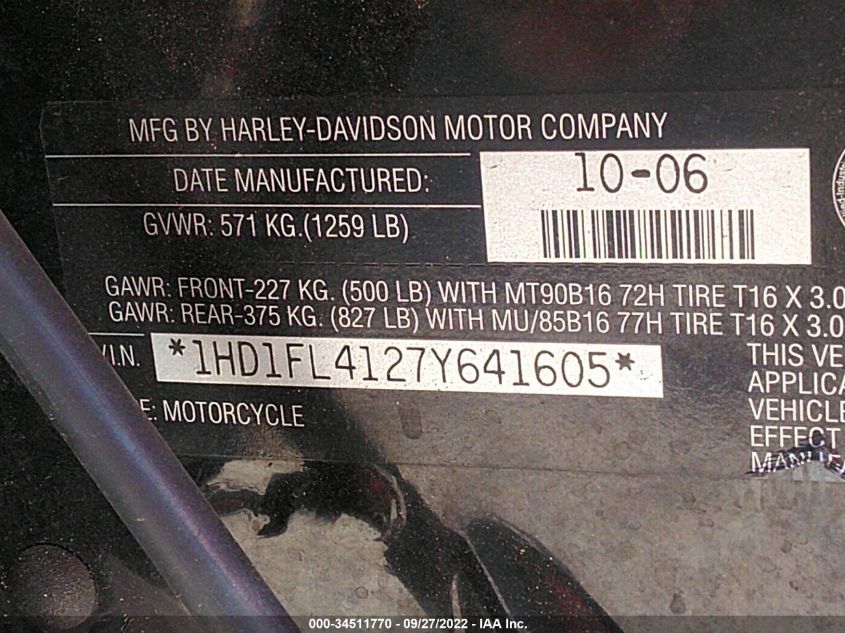 MFG BY HARLEY-DAVIDSON MOTOR COMPANY
DATE MANUFACTURED: 10-06
GVWR: 571 KG.(1259 LB)
GAWR: FRONT-227 KG. (500 LB) WITH MT90B16 72H TIRE T16 X 3.0
GAWR: REAR-375 KG. (827 LB) WITH MU/85B16 77H TIRE T16 X 3.0
V.I.N. *1HD1FL4127Y641605*
E: MOTORCYCLE
THIS VE
APPLICA
VEHICLE
EFFECT
MANUFA
000-34511770 - 09/27/2022 - IAA Inc.